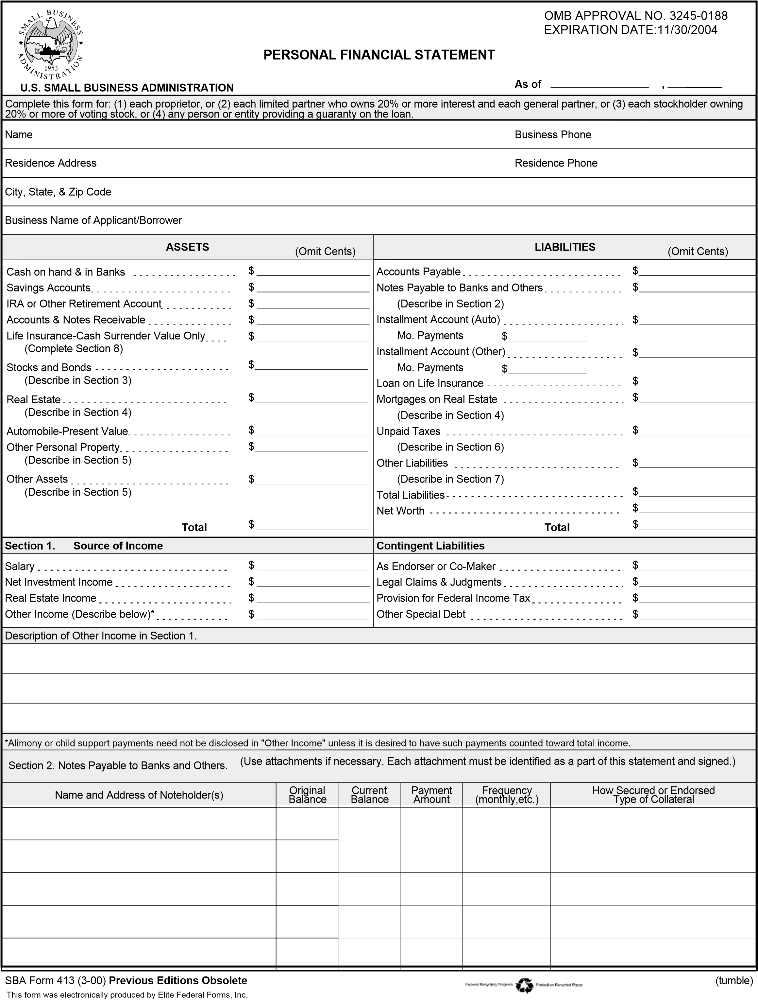 SMALL BUSINESS
ADMINISTRATION
1953
OMB APPROVAL NO. 3245-0188
EXPIRATION DATE:11/30/2004
PERSONAL FINANCIAL STATEMENT
U.S. SMALL BUSINESS ADMINISTRATION
As of ,
Complete this form for: (1) each proprietor, or (2) each limited partner who owns 20% or more interest and each general partner, or (3) each stockholder owning
20% or more of voting stock, or (4) any person or entity providing a guaranty on the loan.
Name Business Phone
Residence Address Residence Phone
City, State, & Zip Code
Business Name of Applicant/Borrower
ASSETS (Omit Cents)
Cash on hand & in Banks $
Savings Accounts $
IRA or Other Retirement Account $
Accounts & Notes Receivable $
Life Insurance-Cash Surrender Value Only $
(Complete Section 8)
Stocks and Bonds $
(Describe in Section 3)
Real Estate $
(Describe in Section 4)
Automobile-Present Value $
Other Personal Property $
(Describe in Section 5)
Other Assets $
(Describe in Section 5)
Total $
LIABILITIES (Omit Cents)
Accounts Payable $
Notes Payable to Banks and Others $
(Describe in Section 2)
Installment Account (Auto) $
Mo. Payments $
Installment Account (Other) $
Mo. Payments $
Loan on Life Insurance $
Mortgages on Real Estate $
(Describe in Section 4)
Unpaid Taxes $
(Describe in Section 6)
Other Liabilities $
(Describe in Section 7)
Total Liabilities $
Net Worth $
Total $
Section 1. Source of Income
Salary $
Net Investment Income $
Real Estate Income $
Other Income (Describe below)* $
Contingent Liabilities
As Endorser or Co-Maker $
Legal Claims & Judgments $
Provision for Federal Income Tax $
Other Special Debt $
Description of Other Income in Section 1.
*Alimony or child support payments need not be disclosed in "Other Income" unless it is desired to have such payments counted toward total income.
Section 2. Notes Payable to Banks and Others. (Use attachments if necessary. Each attachment must be identified as a part of this statement and signed.)
Name and Address of Noteholder(s)
Original
Balance
Current
Balance
Payment
Amount
Frequency
(monthly,etc.)
How Secured or Endorsed
Type of Collateral
SBA Form 413 (3-00) Previous Editions Obsolete
Federal Recycling Program Printed on Recycled Paper
(tumble)
This form was electronically produced by Elite Federal Forms, Inc.